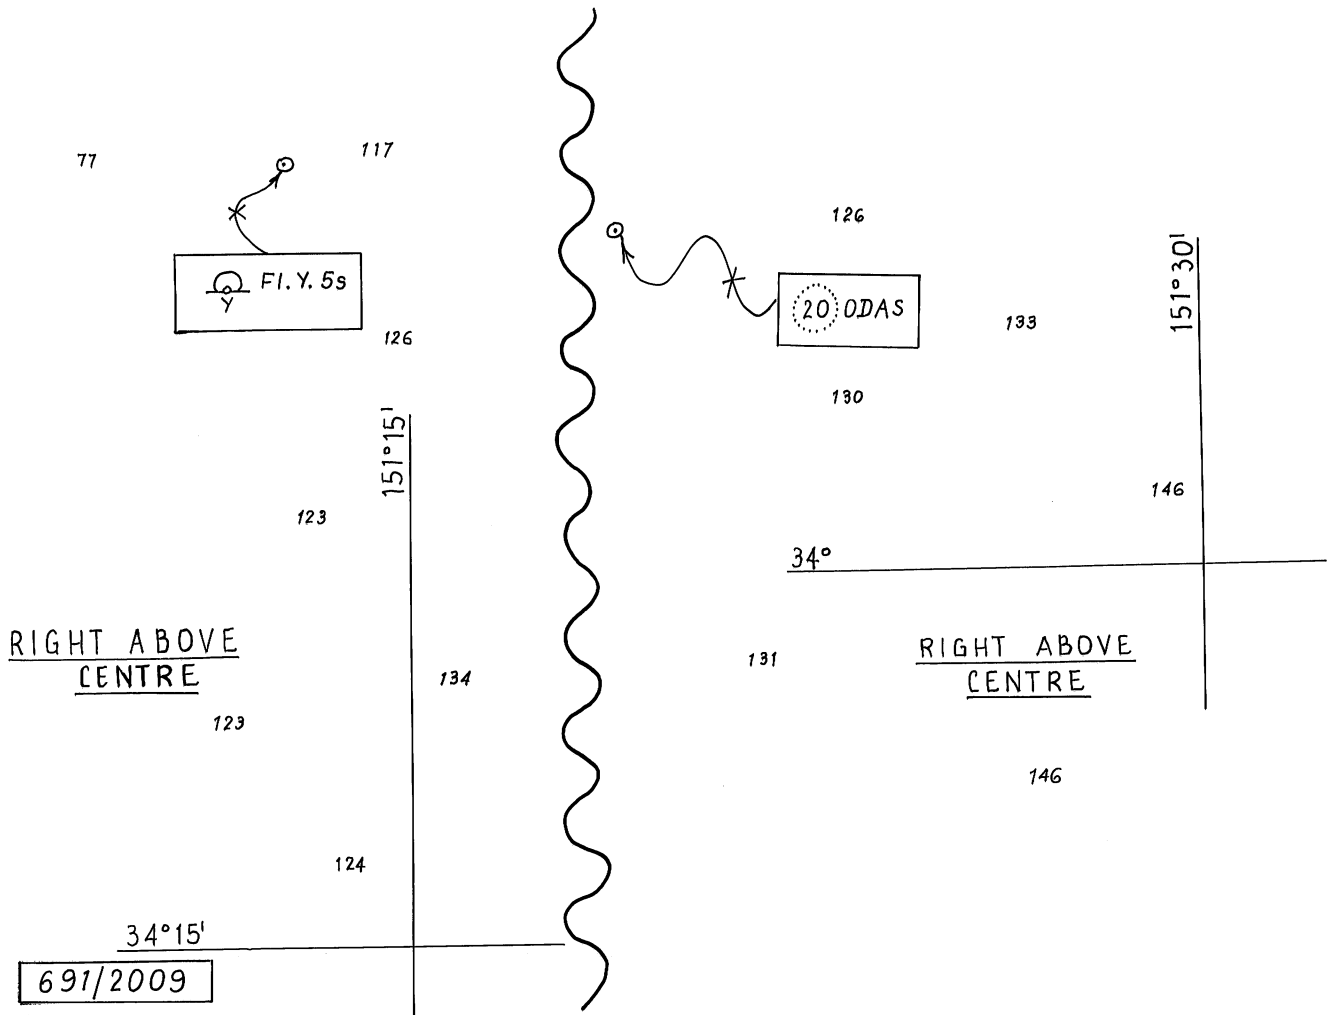 77
117
Fl. Y. 5s
Y
126
151°15'
123
RIGHT ABOVE
CENTRE
134
123
124
34°15'
691/2009
126
151°30'
20 ODAS
133
130
146
34°
131
RIGHT ABOVE
CENTRE
146